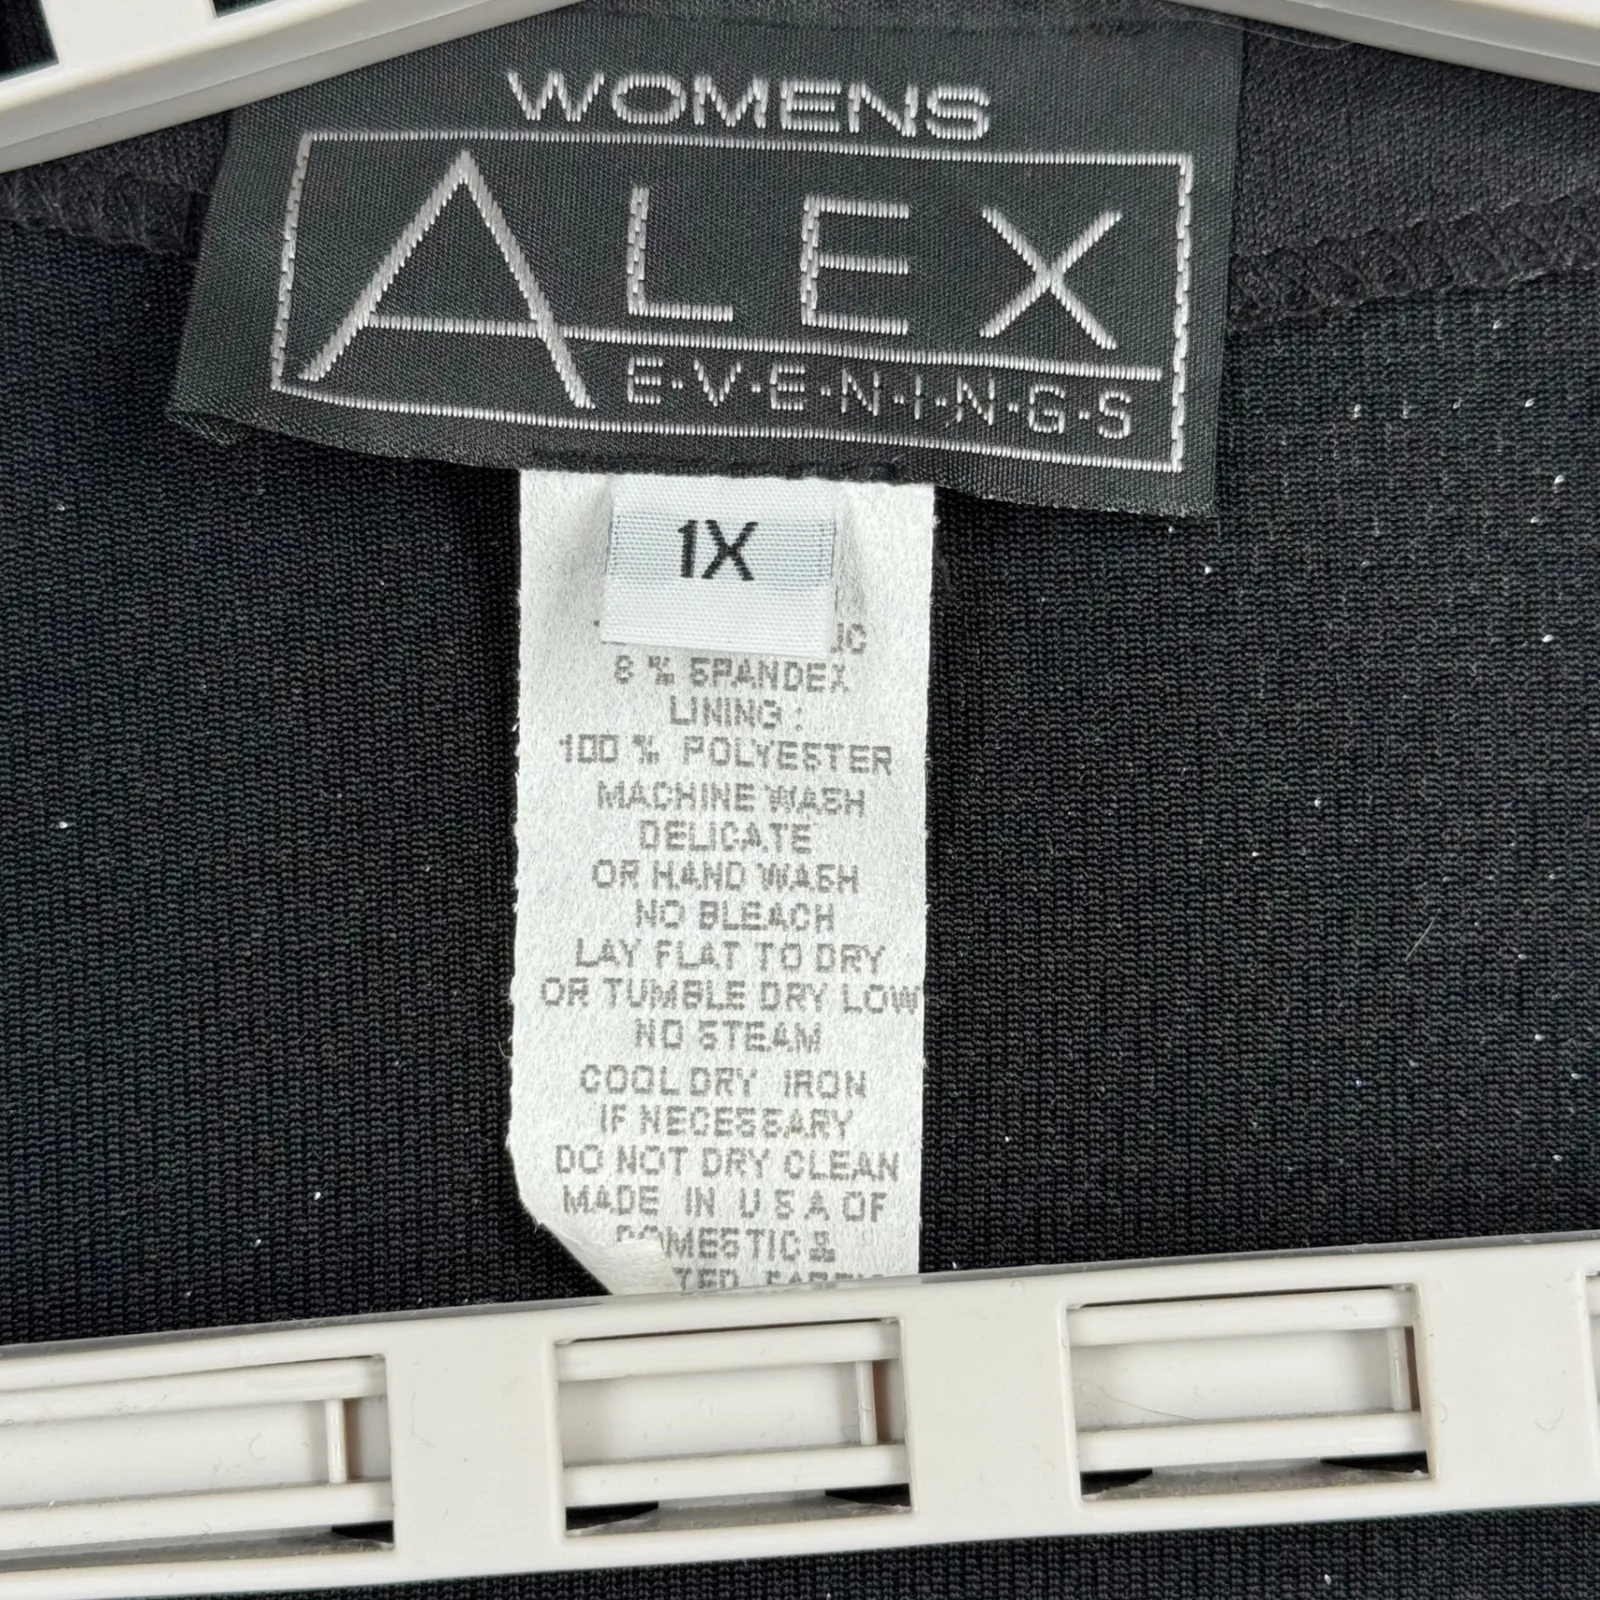 WOMENS
ALEX
E·V·E·N·I·N·G·S
1X
8 % SPANDEX
LINING :
100 % POLYESTER
MACHINE WASH
DELICATE
OR HAND WASH
NO BLEACH
LAY FLAT TO DRY
OR TUMBLE DRY LOW
NO STEAM
COOL DRY IRON
IF NECESSARY
DO NOT DRY CLEAN
MADE IN U S A OF
DOMESTIC &